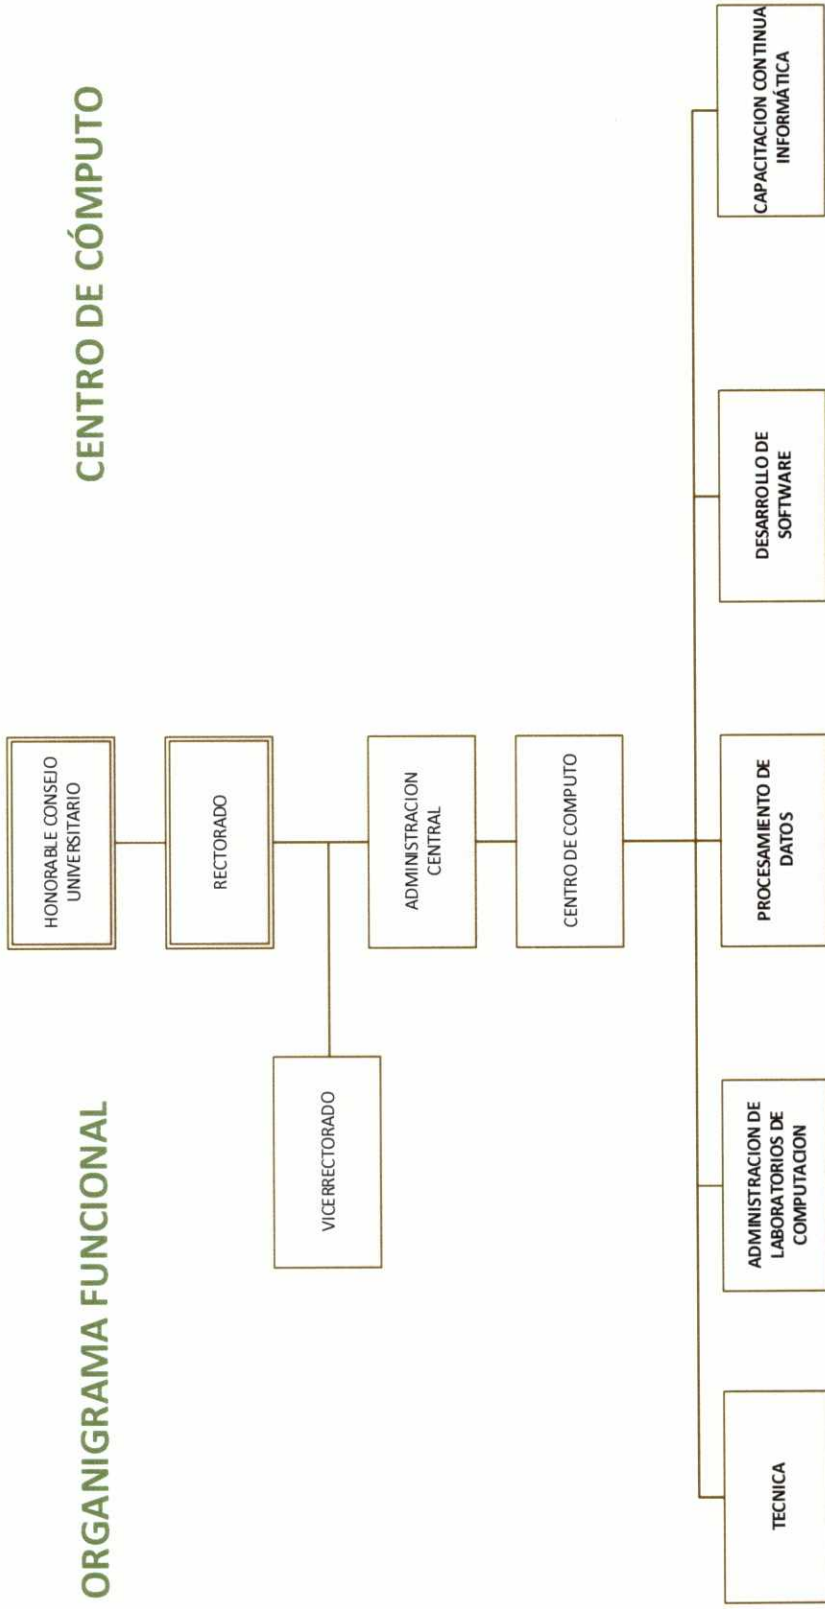 ORGANIGRAMA FUNCIONAL
CENTRO DE CÓMPUTO
HONORABLE CONSEJO
UNIVERSITARIO
RECTORADO
VICERRECTORADO
ADMINISTRACION
CENTRAL
CENTRO DE COMPUTO
TECNICA
ADMINISTRACION DE
LABORATORIOS DE
COMPUTACION
PROCESAMIENTO DE
DATOS
DESARROLLO DE
SOFTWARE
CAPACITACION CONTINUA
INFORMÁTICA